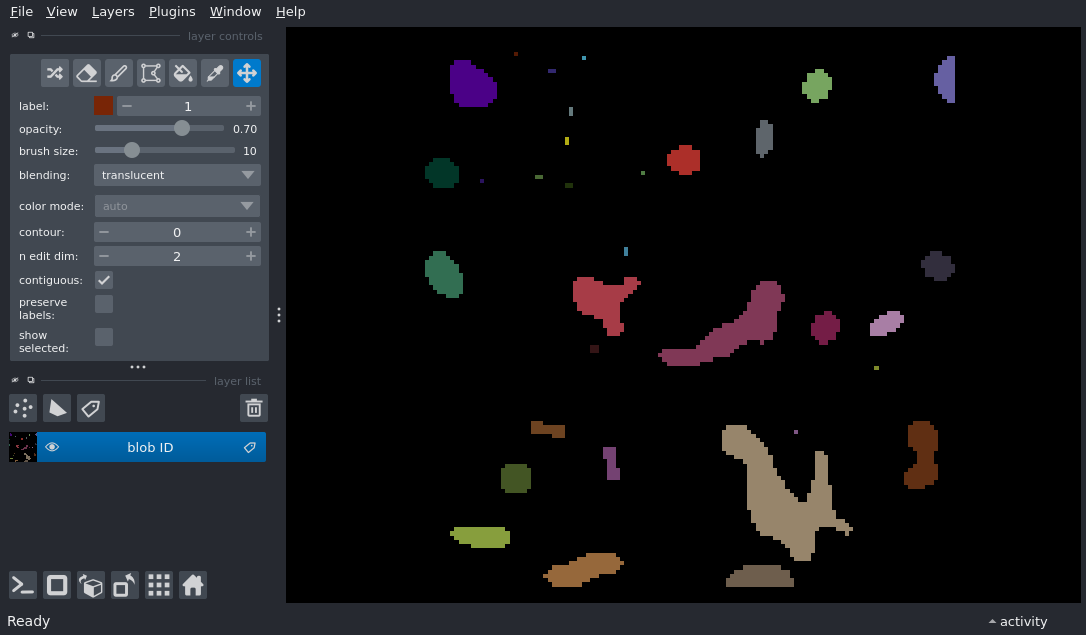 File View Layers Plugins Window Help
layer controls
label: 1
opacity: 0.70
brush size: 10
blending: translucent
color mode: auto
contour: 0
n edit dim: 2
contiguous:
preserve
labels:
show
selected:
layer list
blob ID
Ready
activity